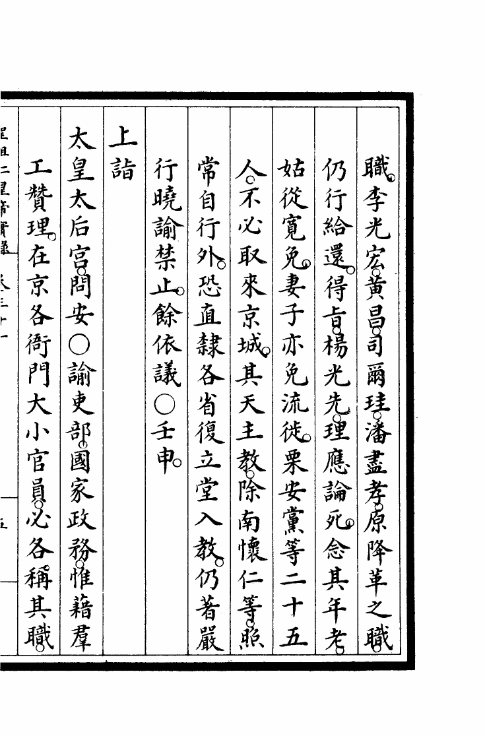 職。李光宏。黃昌。司爾珪。潘盡孝。原降革之職。
仍行給還。得旨。楊光先。理應論死。念其年老。
姑從寬免。妻子亦免流徙。栗安黨等二十五
人。不必取來京城。其天主教。除南懷仁等。照
常自行外。恐直隸各省復立堂入教。仍著嚴
行曉諭禁止。餘依議〇壬申。
上詣
太皇太后宮。問安〇諭吏部。國家政務。惟藉羣
工贊理。在京各衙門大小官員。必各稱其職。
皇帝實錄 卷三十一
五